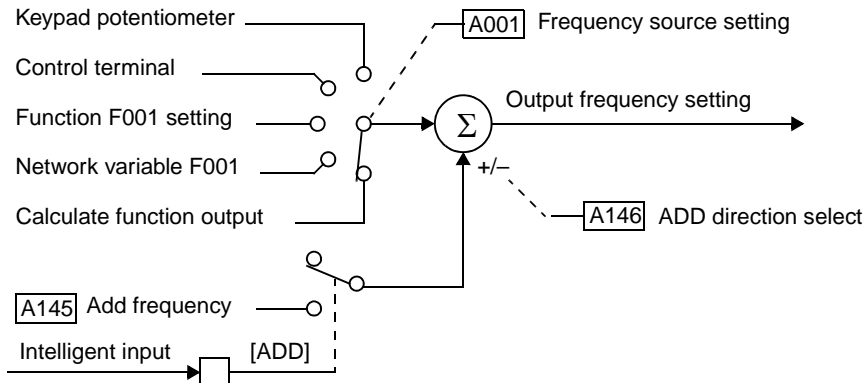 Keypad potentiometer
A001 Frequency source setting
Control terminal
Function F001 setting
Σ
Output frequency setting
Network variable F001
+/–
Calculate function output
A146 ADD direction select
A145 Add frequency
Intelligent input
[ADD]